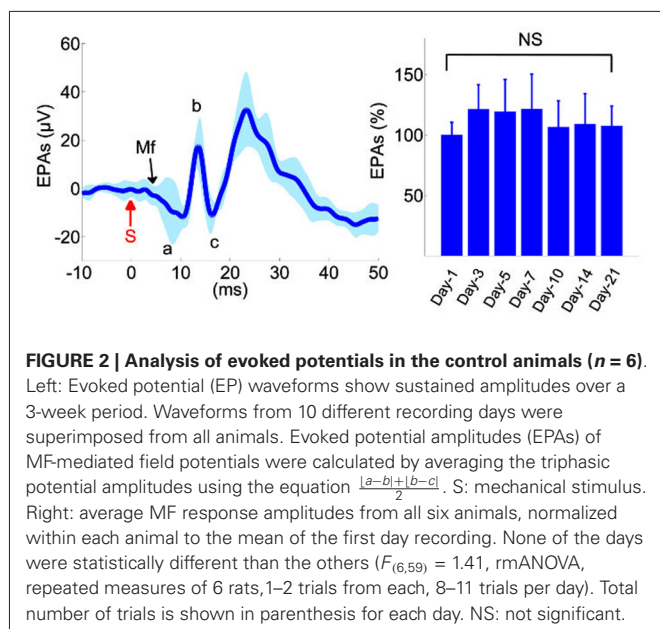 60
40
20
0
-20
EPAs (µV)
Mf
b
S
a
c
-10 0 10 20 30 40 50
(ms)
NS
150
100
50
EPAs (%)
Day-1
Day-3
Day-5
Day-7
Day-10
Day-14
Day-21
FIGURE 2 | Analysis of evoked potentials in the control animals (n = 6).
Left: Evoked potential (EP) waveforms show sustained amplitudes over a
3-week period. Waveforms from 10 different recording days were
superimposed from all animals. Evoked potential amplitudes (EPAs) of
MF-mediated field potentials were calculated by averaging the triphasic
potential amplitudes using the equation |a−b|+|b−c| / 2. S: mechanical stimulus.
Right: average MF response amplitudes from all six animals, normalized
within each animal to the mean of the first day recording. None of the days
were statistically different than the others (F(6,59) = 1.41, rmANOVA,
repeated measures of 6 rats,1–2 trials from each, 8–11 trials per day). Total
number of trials is shown in parenthesis for each day. NS: not significant.